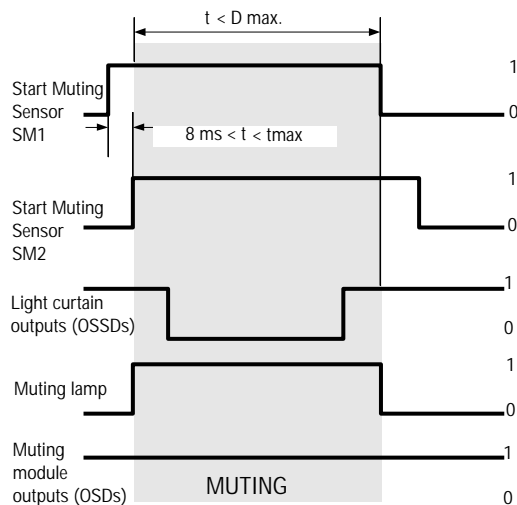 t < D max.
1
Start Muting
Sensor
SM1
0
8 ms < t < tmax
1
Start Muting
Sensor
SM2
0
1
Light curtain
outputs (OSSDs)
0
1
Muting lamp
0
Muting
module
outputs (OSDs)
1
MUTING
0